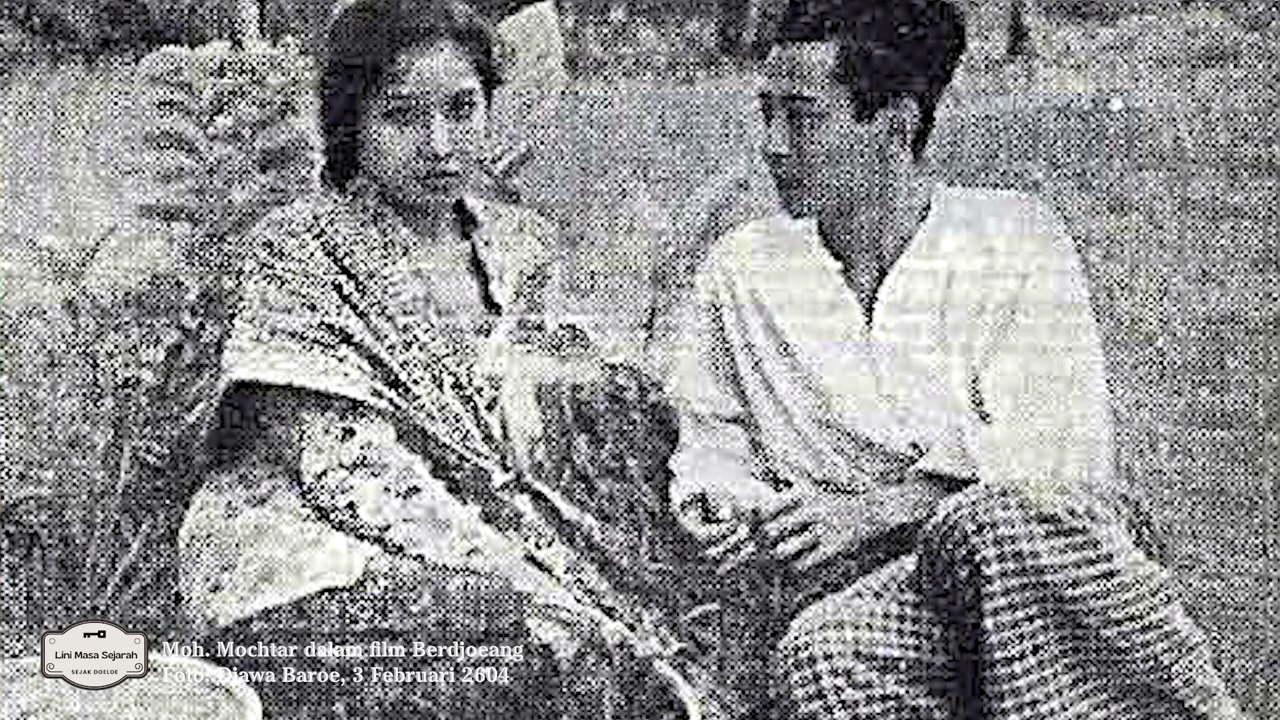 Lini Masa Sejarah
SEJAK DOELOE
Moh. Mochtar dalam film Berdjoeang
Foto: Djawa Baroe, 3 Februari 2604